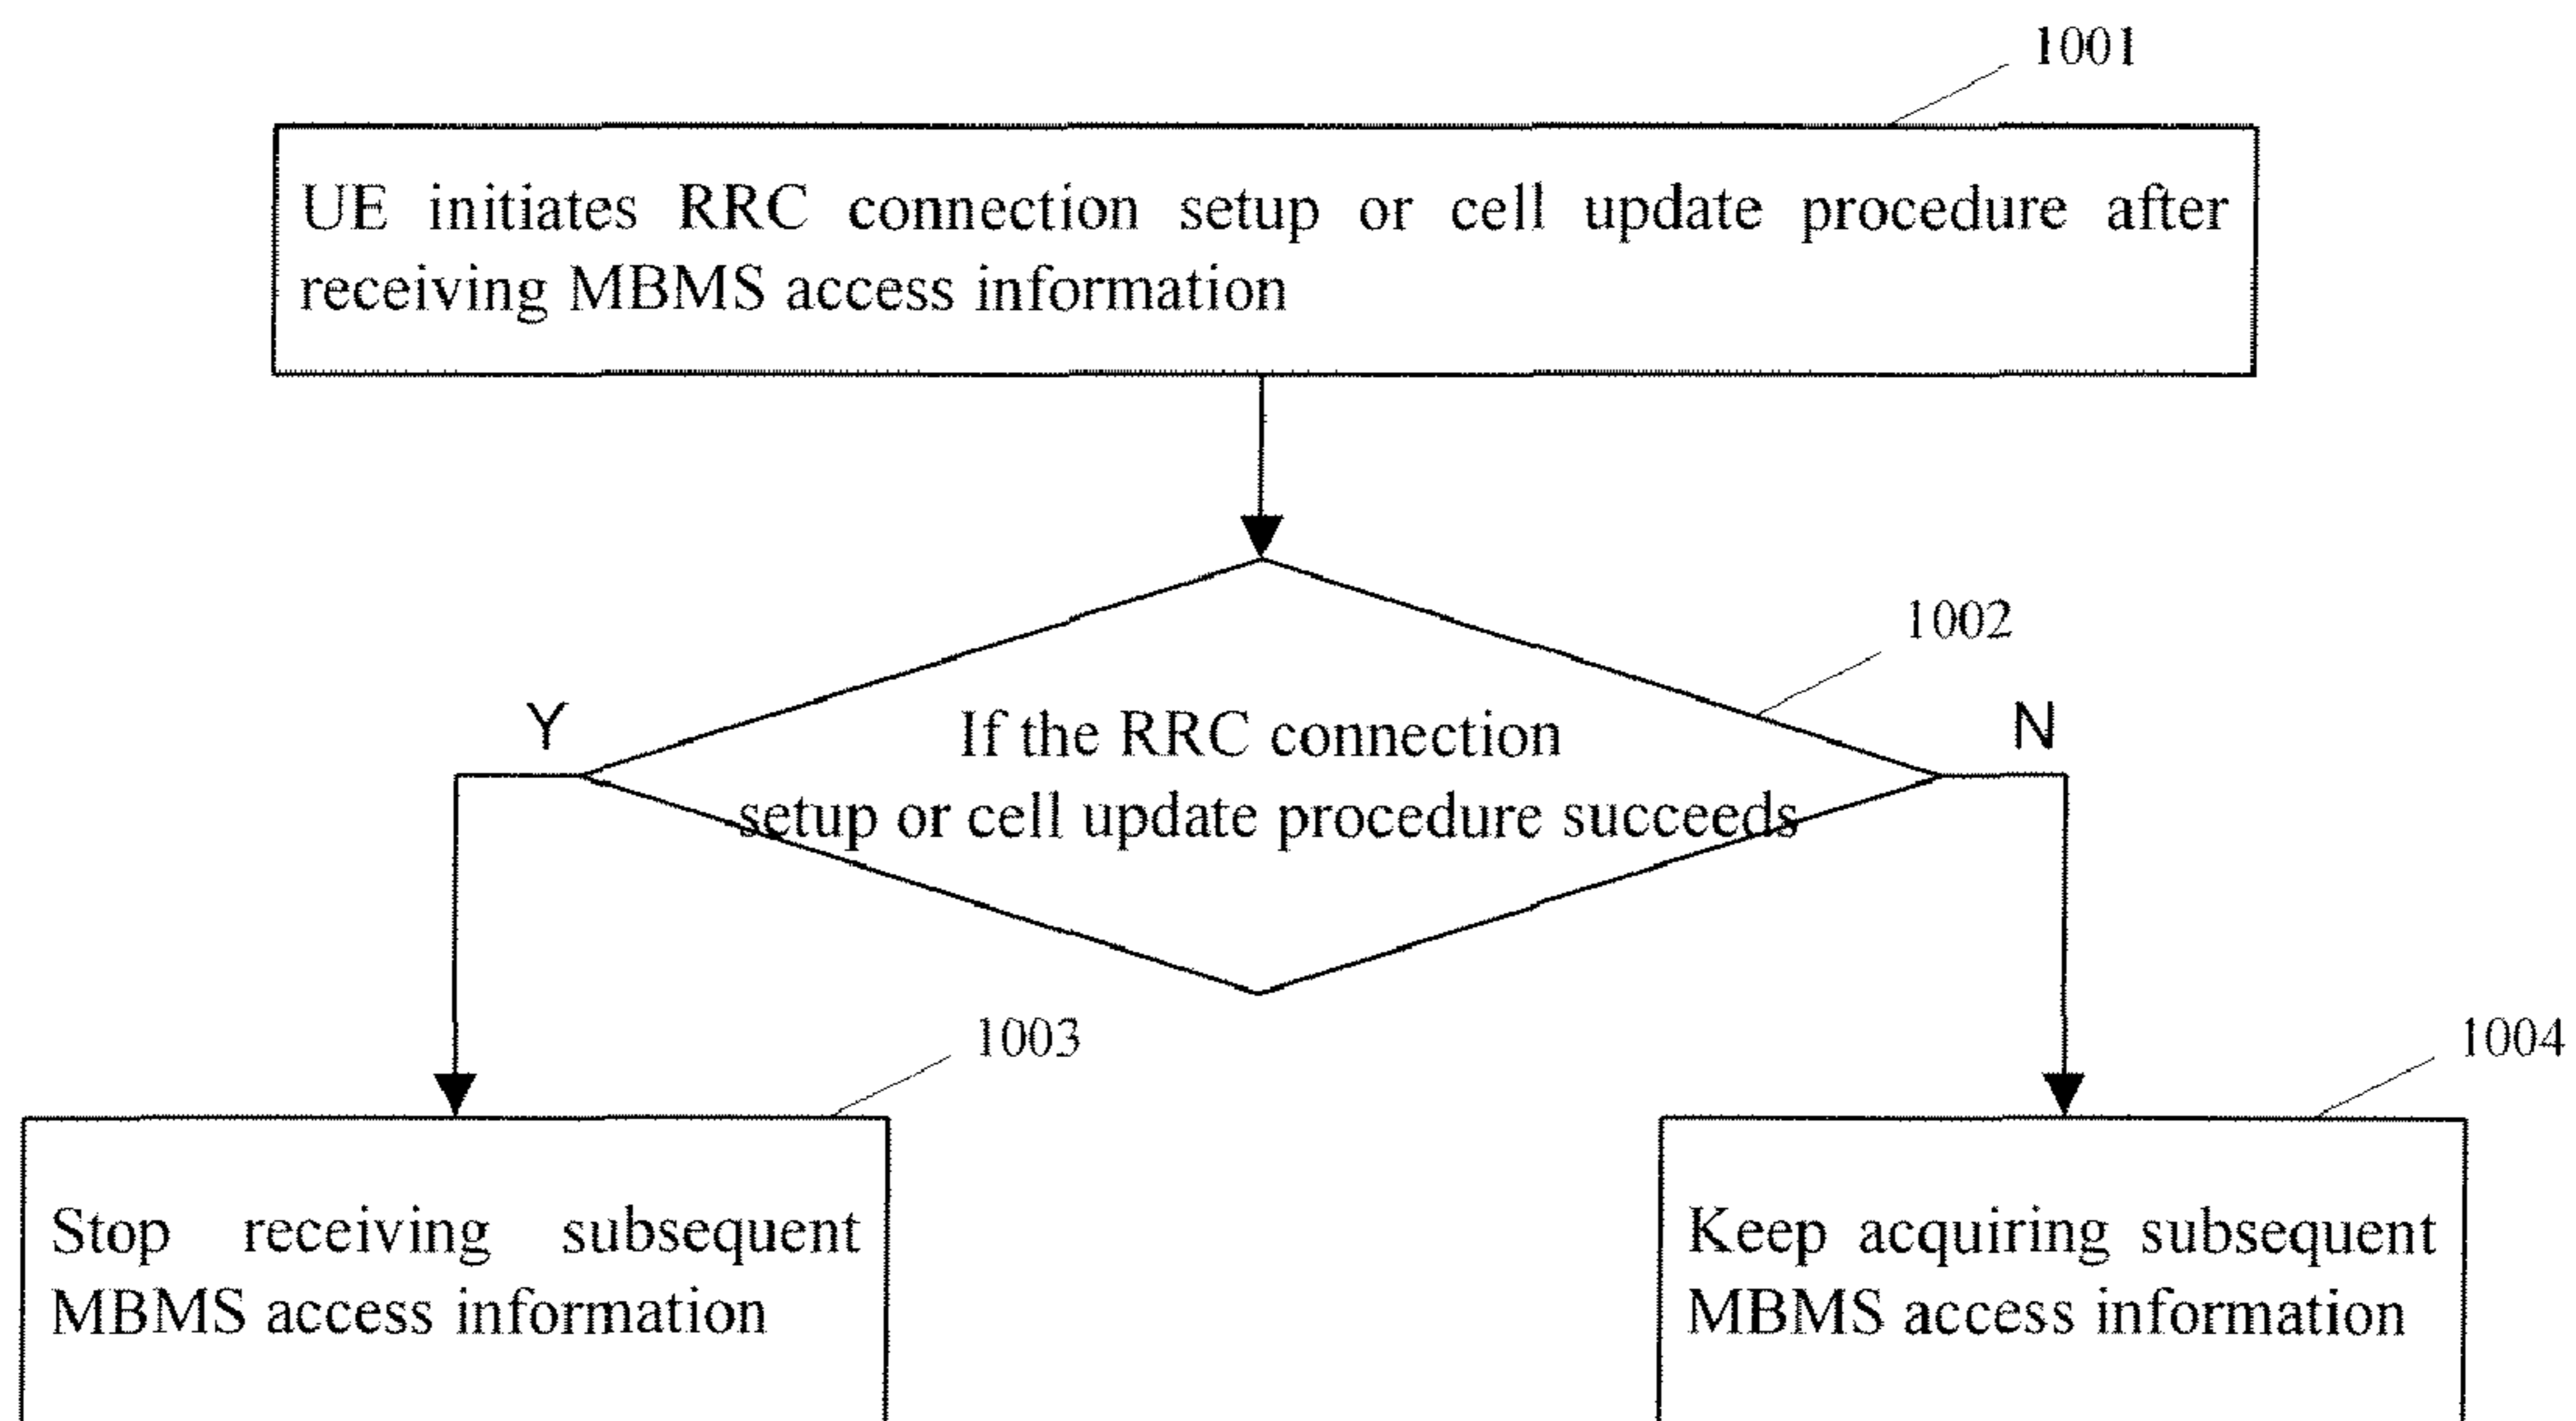 1001
UE initiates RRC connection setup or cell update procedure after
receiving MBMS access information
1002
Y
N
If the RRC connection
setup or cell update procedure succeeds
1003
1004
Stop receiving subsequent
MBMS access information
Keep acquiring subsequent
MBMS access information